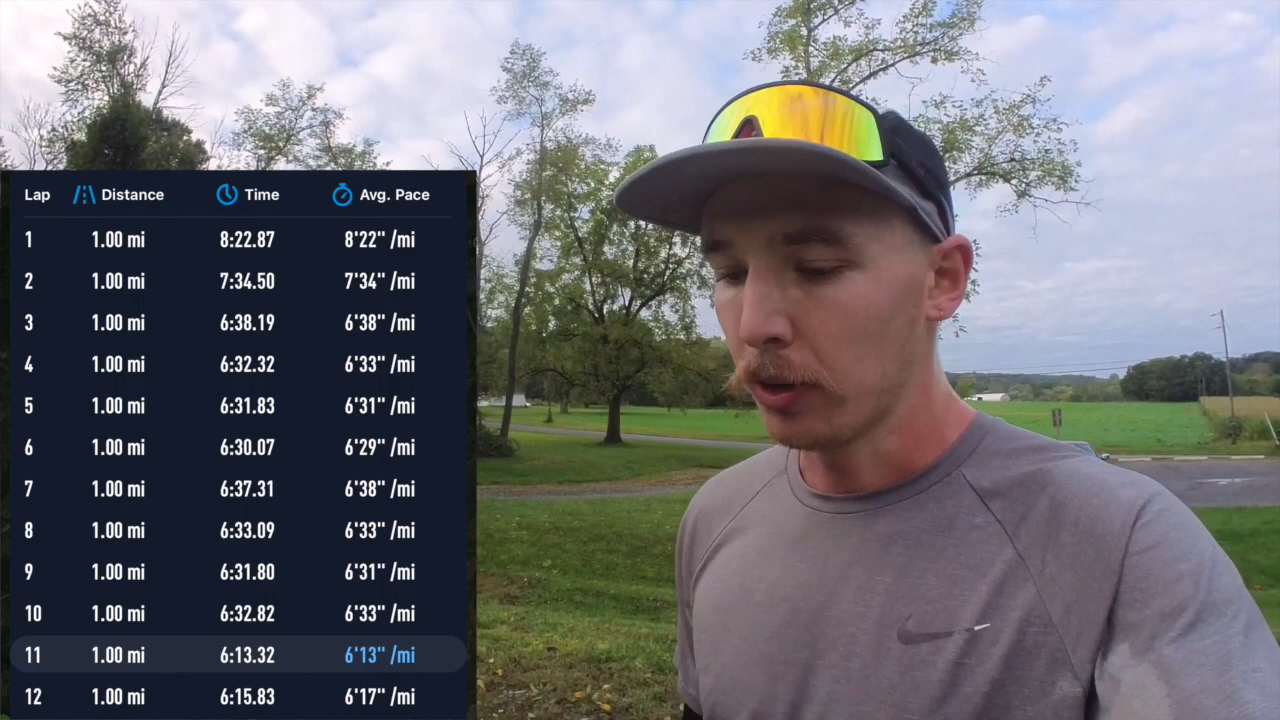 Lap Distance Time Avg. Pace
1 1.00 mi 8:22.87 8'22" /mi
2 1.00 mi 7:34.50 7'34" /mi
3 1.00 mi 6:38.19 6'38" /mi
4 1.00 mi 6:32.32 6'33" /mi
5 1.00 mi 6:31.83 6'31" /mi
6 1.00 mi 6:30.07 6'29" /mi
7 1.00 mi 6:37.31 6'38" /mi
8 1.00 mi 6:33.09 6'33" /mi
9 1.00 mi 6:31.80 6'31" /mi
10 1.00 mi 6:32.82 6'33" /mi
11 1.00 mi 6:13.32 6'13" /mi
12 1.00 mi 6:15.83 6'17" /mi